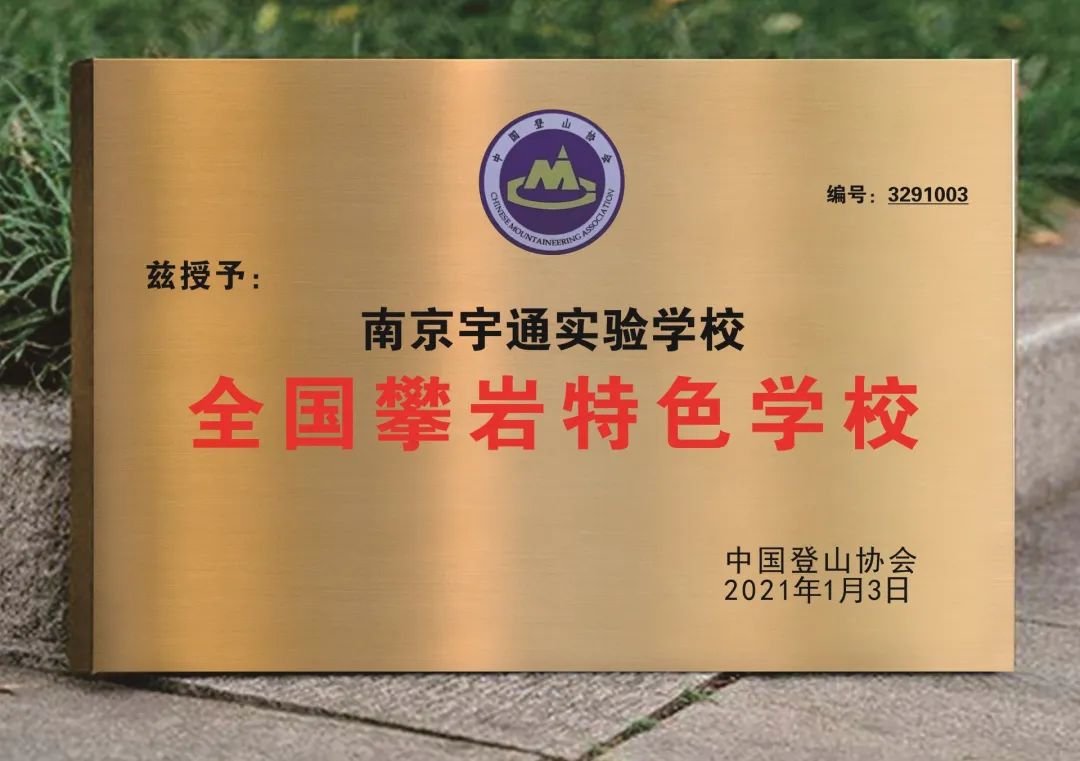 中国登山协会
CHINESE MOUNTAINEERING ASSOCIATION
编号：3291003
兹授予：
南京宇通实验学校
全国攀岩特色学校
中国登山协会
2021年1月3日